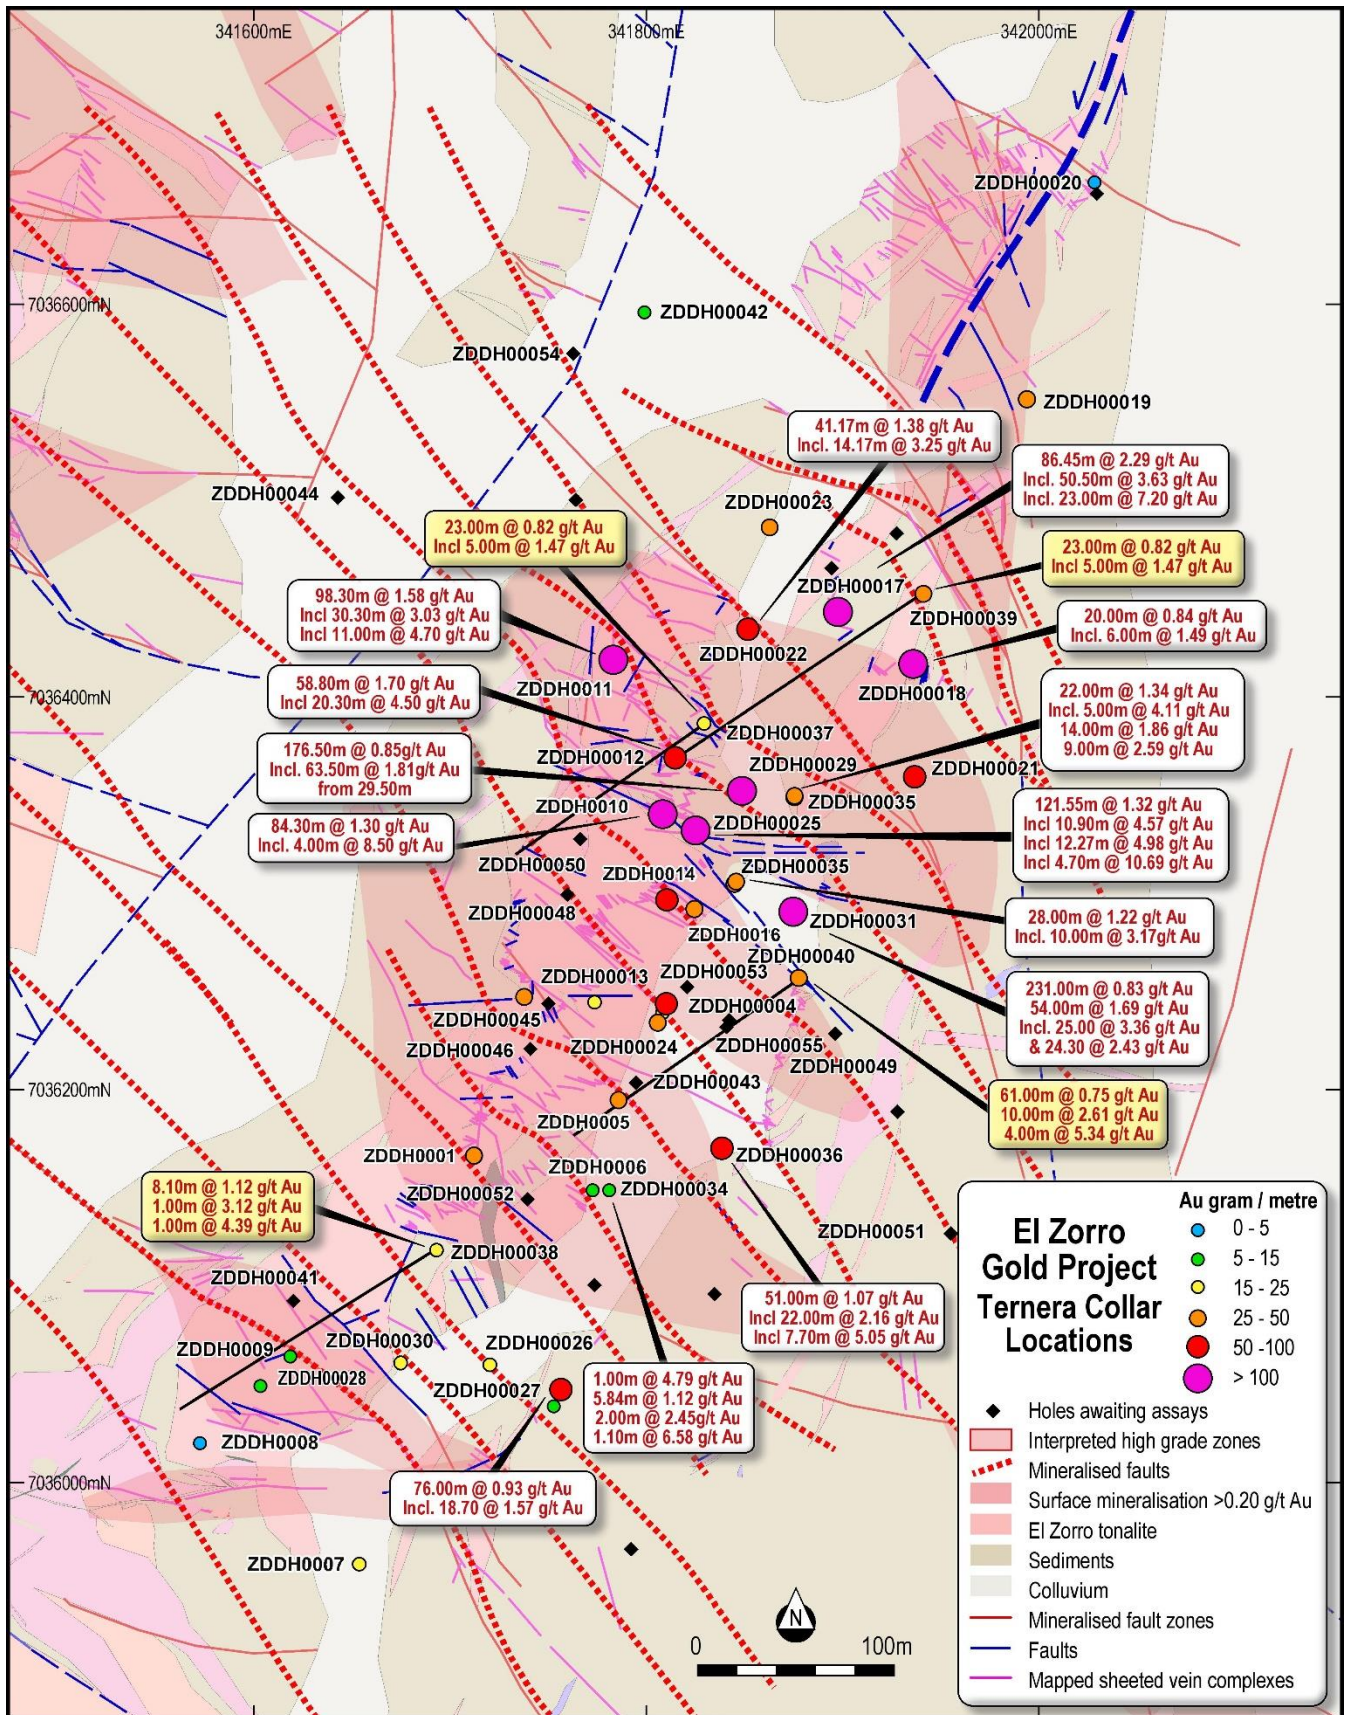 341600mE
341800mE
342000mE
ZDDH00020
7036600mN
ZDDH00042
ZDDH00054
ZDDH00019
41.17m @ 1.38 g/t Au
Incl. 14.17m @ 3.25 g/t Au
86.45m @ 2.29 g/t Au
Incl. 50.50m @ 3.63 g/t Au
Incl. 23.00m @ 7.20 g/t Au
ZDDH00044
ZDDH00023
23.00m @ 0.82 g/t Au
Incl 5.00m @ 1.47 g/t Au
23.00m @ 0.82 g/t Au
Incl 5.00m @ 1.47 g/t Au
ZDDH00017
98.30m @ 1.58 g/t Au
Incl 30.30m @ 3.03 g/t Au
Incl 11.00m @ 4.70 g/t Au
ZDDH00039
20.00m @ 0.84 g/t Au
Incl. 6.00m @ 1.49 g/t Au
ZDDH00022
ZDDH0011
ZDDH00018
7036400mN
58.80m @ 1.70 g/t Au
Incl 20.30m @ 4.50 g/t Au
22.00m @ 1.34 g/t Au
Incl. 5.00m @ 4.11 g/t Au
14.00m @ 1.86 g/t Au
9.00m @ 2.59 g/t Au
ZDDH00037
ZDDH00012
176.50m @ 0.85g/t Au
Incl. 63.50m @ 1.81g/t Au
from 29.50m
ZDDH00029
ZDDH00021
ZDDH00035
ZDDH0010
ZDDH00025
121.55m @ 1.32 g/t Au
Incl 10.90m @ 4.57 g/t Au
Incl 12.27m @ 4.98 g/t Au
Incl 4.70m @ 10.69 g/t Au
84.30m @ 1.30 g/t Au
Incl. 4.00m @ 8.50 g/t Au
ZDDH00050
ZDDH0014
ZDDH00035
ZDDH00048
ZDDH0016
ZDDH00031
28.00m @ 1.22 g/t Au
Incl. 10.00m @ 3.17g/t Au
ZDDH00040
ZDDH00013
ZDDH00053
ZDDH00045
ZDDH00004
231.00m @ 0.83 g/t Au
54.00m @ 1.69 g/t Au
Incl. 25.00 @ 3.36 g/t Au
& 24.30 @ 2.43 g/t Au
ZDDH00046
ZDDH00024
ZDDH00055
ZDDH00049
7036200mN
ZDDH00043
ZDDH0005
61.00m @ 0.75 g/t Au
10.00m @ 2.61 g/t Au
4.00m @ 5.34 g/t Au
ZDDH0001
ZDDH00036
ZDDH0006
ZDDH00034
ZDDH00052
8.10m @ 1.12 g/t Au
1.00m @ 3.12 g/t Au
1.00m @ 4.39 g/t Au
ZDDH00051
ZDDH00038
ZDDH00041
51.00m @ 1.07 g/t Au
Incl 22.00m @ 2.16 g/t Au
Incl 7.70m @ 5.05 g/t Au
ZDDH0009
ZDDH00030
ZDDH00026
ZDDH00028
ZDDH00027
1.00m @ 4.79 g/t Au
5.84m @ 1.12 g/t Au
2.00m @ 2.45g/t Au
1.10m @ 6.58 g/t Au
ZDDH0008
7036000mN
76.00m @ 0.93 g/t Au
Incl. 18.70 @ 1.57 g/t Au
ZDDH0007
N
0
100m
El Zorro
Gold Project
Ternera Collar
Locations
Au gram / metre
0 - 5
5 - 15
15 - 25
25 - 50
50 -100
> 100
Holes awaiting assays
Interpreted high grade zones
Mineralised faults
Surface mineralisation >0.20 g/t Au
El Zorro tonalite
Sediments
Colluvium
Mineralised fault zones
Faults
Mapped sheeted vein complexes